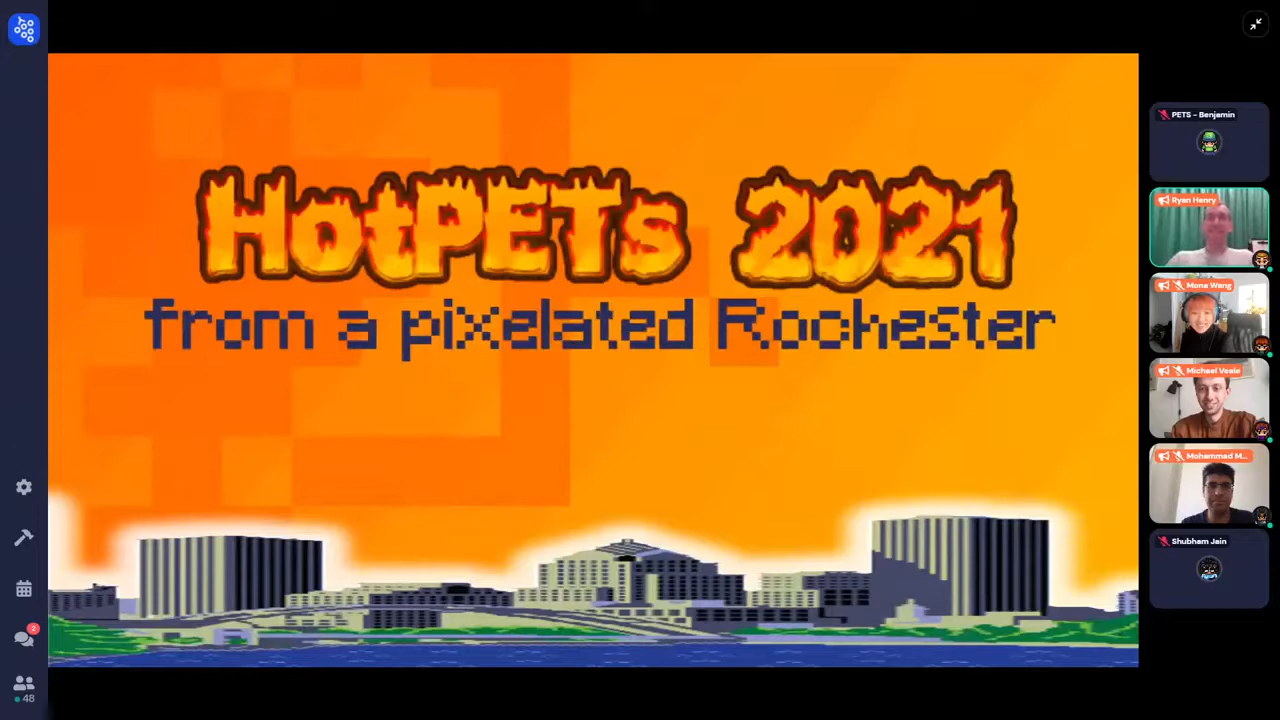 HotPETs 2021
from a pixelated Rochester
PETS - Benjamin
Ryan Henry
Mona Wang
Michael Veale
Mohammad M...
Shubham Jain
2
48